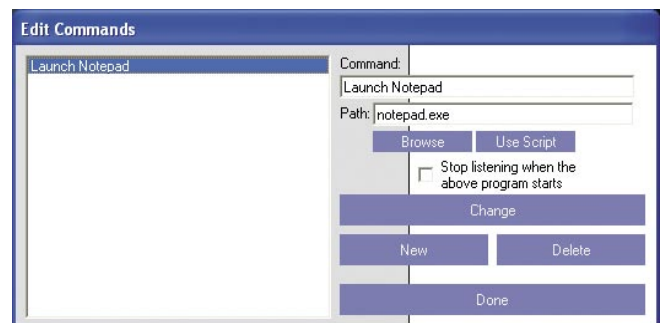 Edit Commands
Launch Notepad
Command:
Launch Notepad
Path: notepad.exe
Browse Use Script
Stop listening when the
above program starts
Change
New Delete
Done